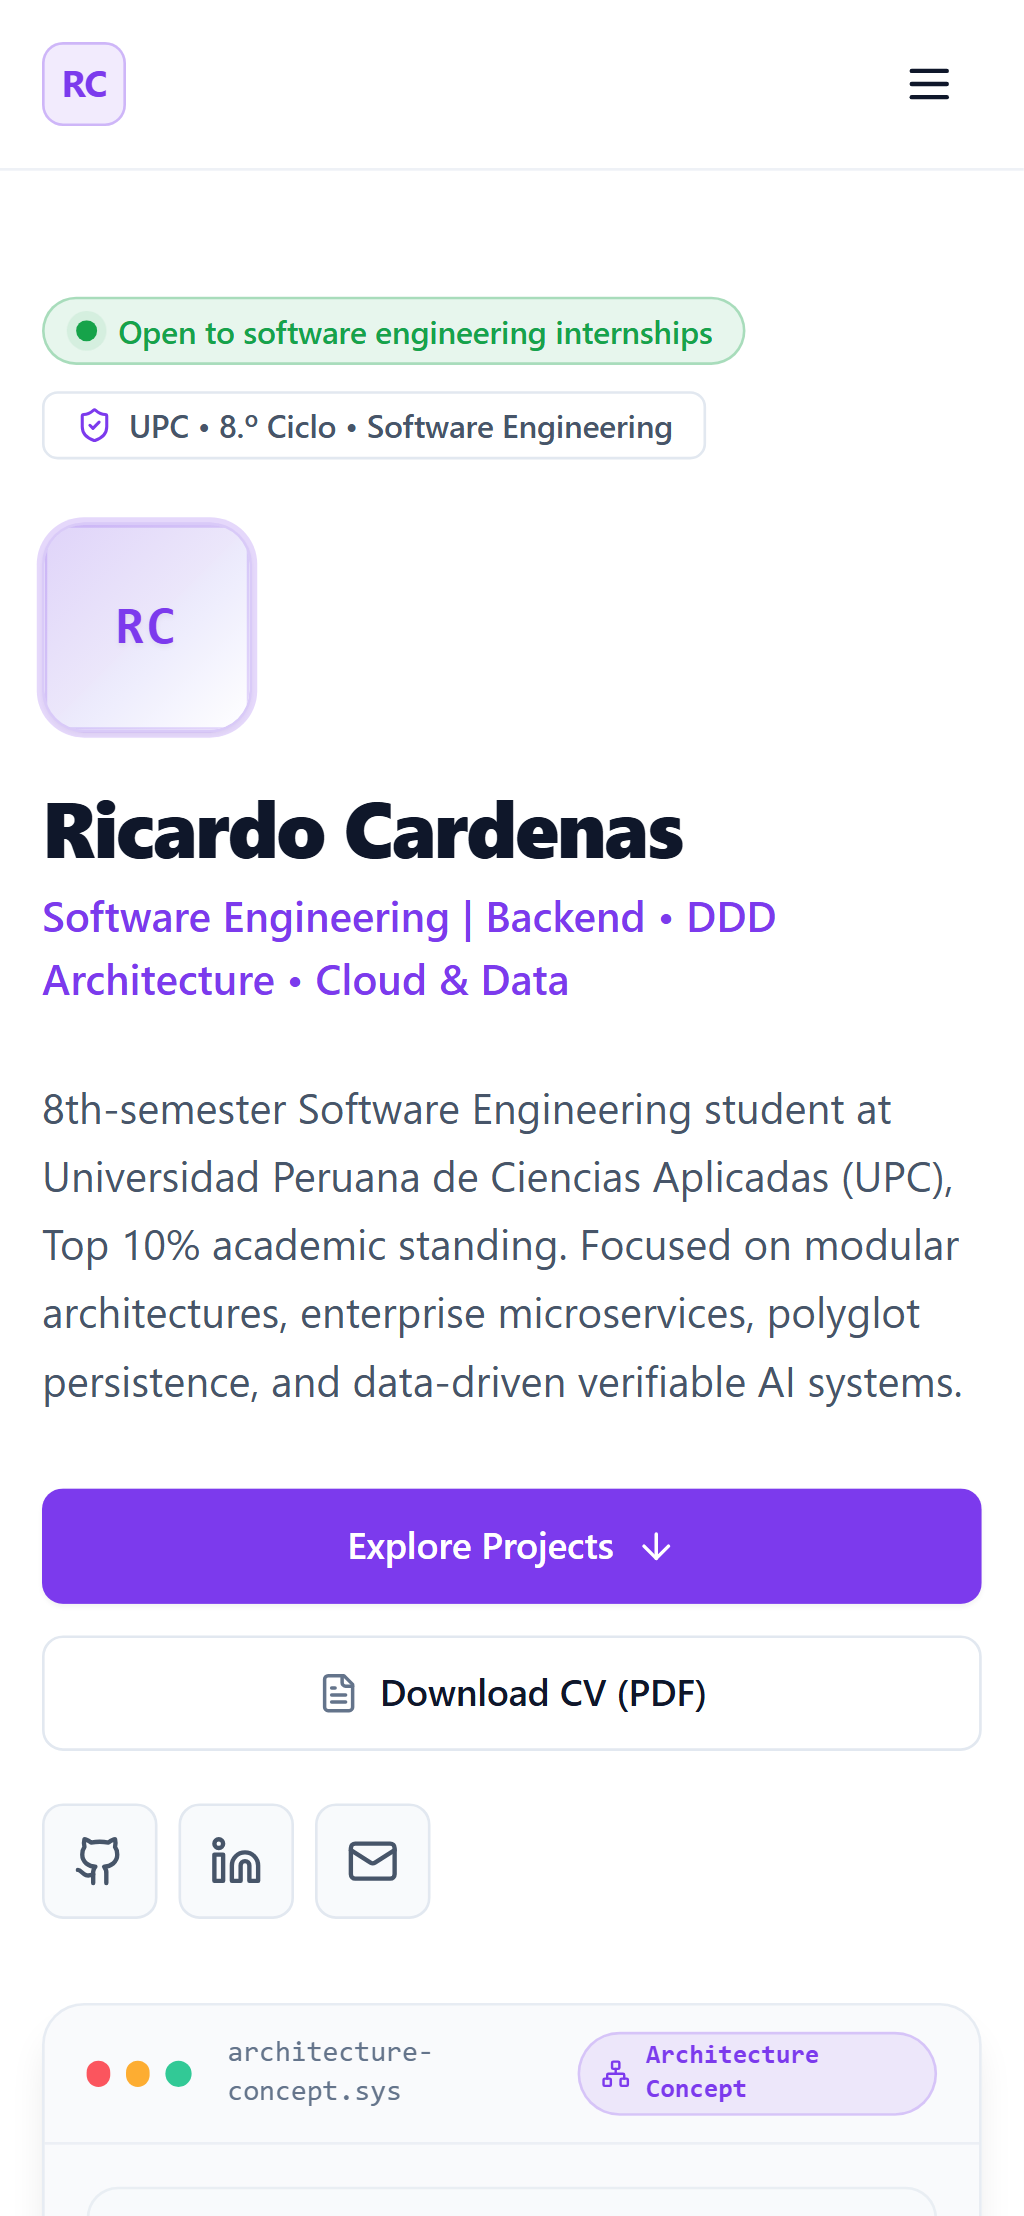 RC
Open to software engineering internships
UPC • 8.º Ciclo • Software Engineering
RC
Ricardo Cardenas
Software Engineering | Backend • DDD
Architecture • Cloud & Data
8th-semester Software Engineering student at
Universidad Peruana de Ciencias Aplicadas (UPC),
Top 10% academic standing. Focused on modular
architectures, enterprise microservices, polyglot
persistence, and data-driven verifiable AI systems.
Explore Projects
Download CV (PDF)
architecture-
concept.sys
Architecture
Concept